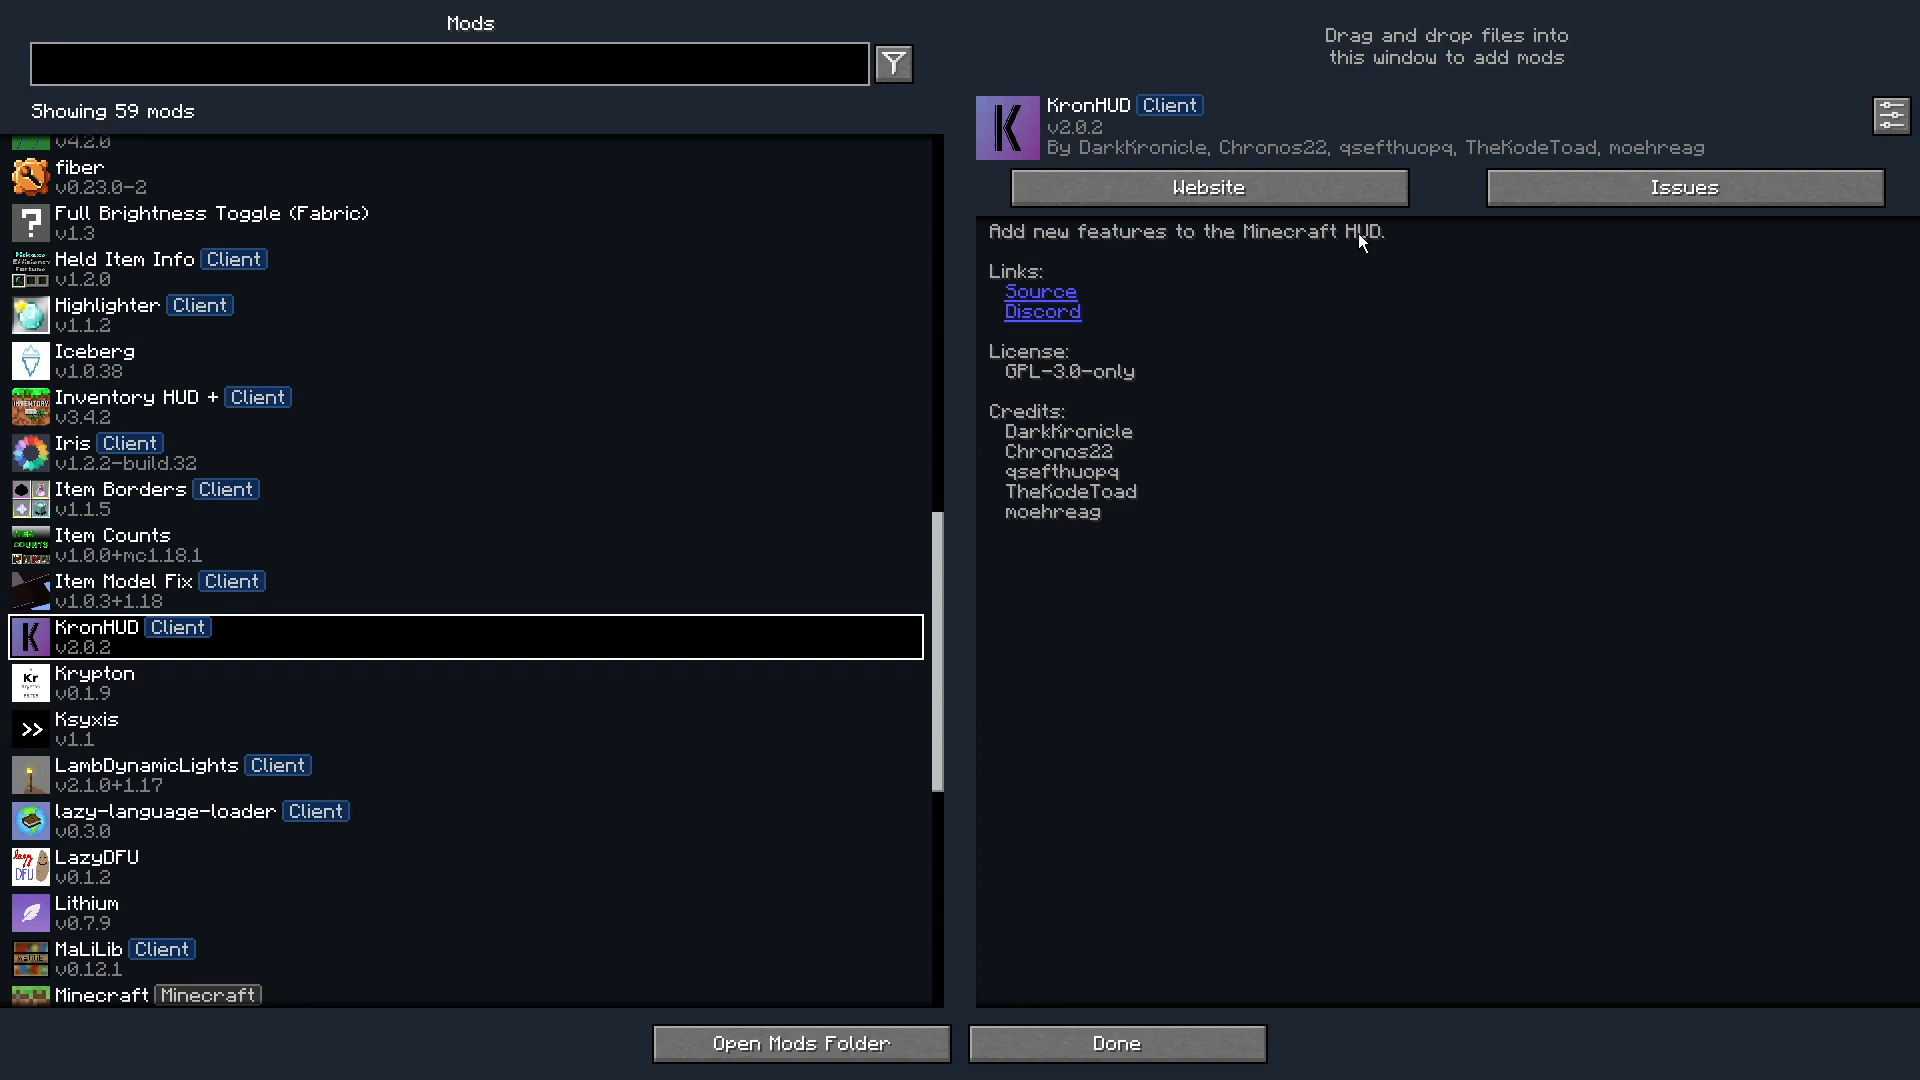 Mods
Showing 59 mods
v4.2.0
fiber
v0.23.0-2
Full Brightness Toggle (Fabric)
v1.3
Held Item Info Client
v1.2.0
Highlighter Client
v1.1.2
Iceberg
v1.0.38
Inventory HUD + Client
v3.4.2
Iris Client
v1.2.2-build.32
Item Borders Client
v1.1.5
Item Counts
v1.0.0+mc1.18.1
Item Model Fix Client
v1.0.3+1.18
KronHUD Client
v2.0.2
Kr
Krypton
v0.1.9
Ksyxis
v1.1
LambDynamicLights Client
v2.1.0+1.17
lazy-language-loader Client
v0.3.0
lazy
DFU
LazyDFU
v0.1.2
Lithium
v0.7.9
MaLiLib Client
v0.12.1
Minecraft Minecraft
Drag and drop files into
this window to add mods
K
KronHUD Client
v2.0.2
By DarkKronicle, Chronos22, qsefthuopq, TheKodeToad, moehreag
Website
Issues
Add new features to the Minecraft HUD.
Links:
Source
Discord
License:
GPL-3.0-only
Credits:
DarkKronicle
Chronos22
qsefthuopq
TheKodeToad
moehreag
Open Mods Folder
Done